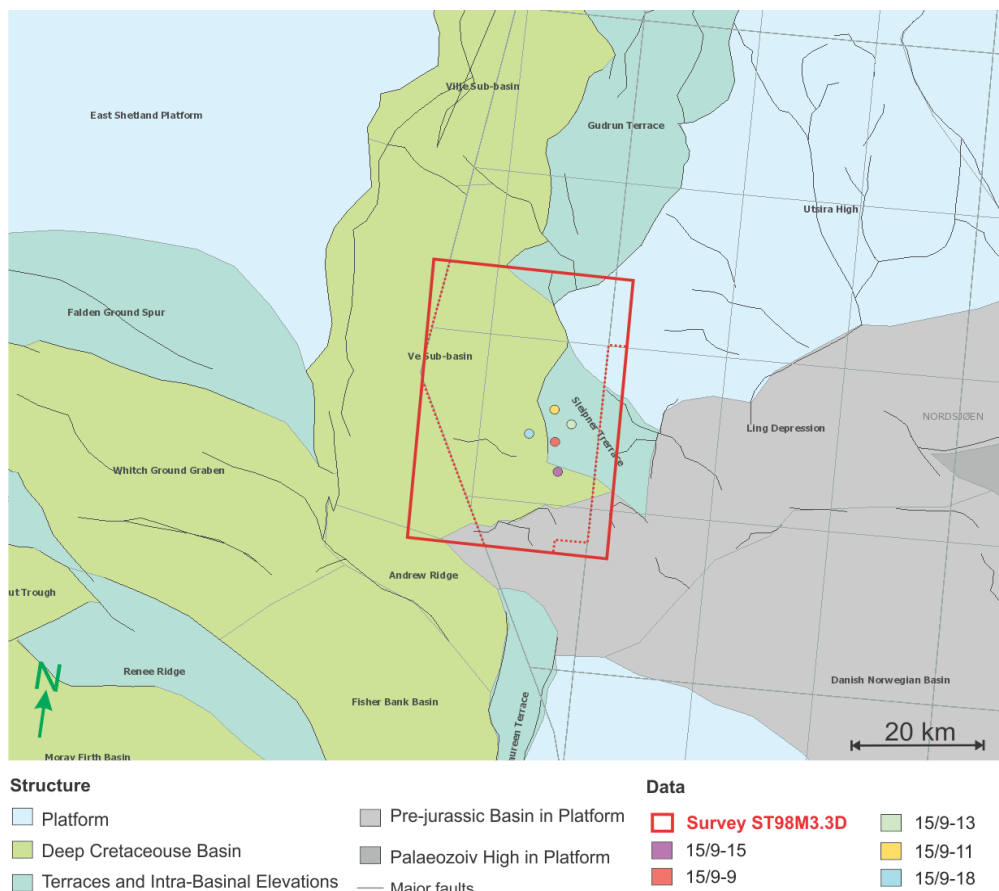 Vilje Sub-basin
East Shetland Platform
Gudrun Terrace
Utsira High
Falden Ground Spur
Ve Sub-basin
Sleipner Terrace
NORDSJØEN
Ling Depression
Whitch Ground Graben
Andrew Ridge
ut Trough
Renee Ridge
Danish Norwegian Basin
Fisher Bank Basin
aureen Terrace
N
20 km
Moray Firth Basin
Structure
Platform
Deep Cretaceouse Basin
Terraces and Intra-Basinal Elevations
Pre-jurassic Basin in Platform
Palaeozoiv High in Platform
Major faults
Data
Survey ST98M3.3D
15/9-15
15/9-9
15/9-13
15/9-11
15/9-18